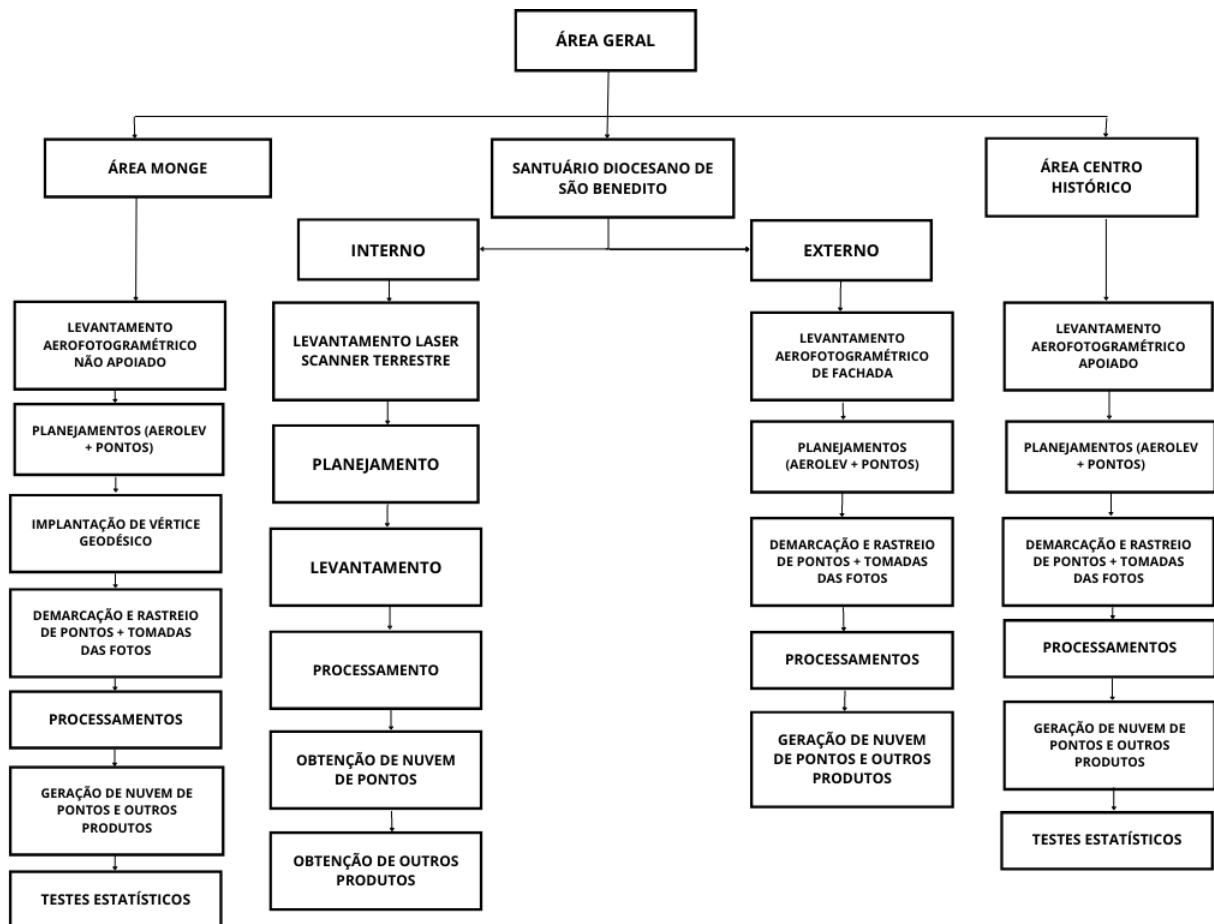 ÁREA GERAL
ÁREA MONGE
SANTUÁRIO DIOCESANO DE
SÃO BENEDITO
ÁREA CENTRO
HISTÓRICO
INTERNO
EXTERNO
LEVANTAMENTO
AEROFOTOGRAMÉTRICO
NÃO APOIADO
PLANEJAMENTOS (AEROLEV
+ PONTOS)
IMPLANTAÇÃO DE VÉRTICE
GEODÉSICO
DEMARCAÇÃO E RASTREIO
DE PONTOS + TOMADAS
DAS FOTOS
PROCESSAMENTOS
GERAÇÃO DE NUVEM DE
PONTOS E OUTROS
PRODUTOS
TESTES ESTATÍSTICOS
LEVANTAMENTO LASER
SCANNER TERRESTRE
PLANEJAMENTO
LEVANTAMENTO
PROCESSAMENTO
OBTENÇÃO DE NUVEM
DE PONTOS
OBTENÇÃO DE OUTROS
PRODUTOS
LEVANTAMENTO
AEROFOTOGRAMÉTRICO
DE FACHADA
PLANEJAMENTOS
(AEROLEV + PONTOS)
DEMARCAÇÃO E RASTREIO
DE PONTOS + TOMADAS
DAS FOTOS
PROCESSAMENTOS
GERAÇÃO DE NUVEM
DE PONTOS E OUTROS
PRODUTOS
LEVANTAMENTO
AEROFOTOGRAMÉTRICO
APOIADO
PLANEJAMENTOS (AEROLEV
+ PONTOS)
DEMARCAÇÃO E RASTREIO
DE PONTOS + TOMADAS
DAS FOTOS
PROCESSAMENTOS
GERAÇÃO DE NUVEM DE
PONTOS E OUTROS
PRODUTOS
TESTES ESTATÍSTICOS